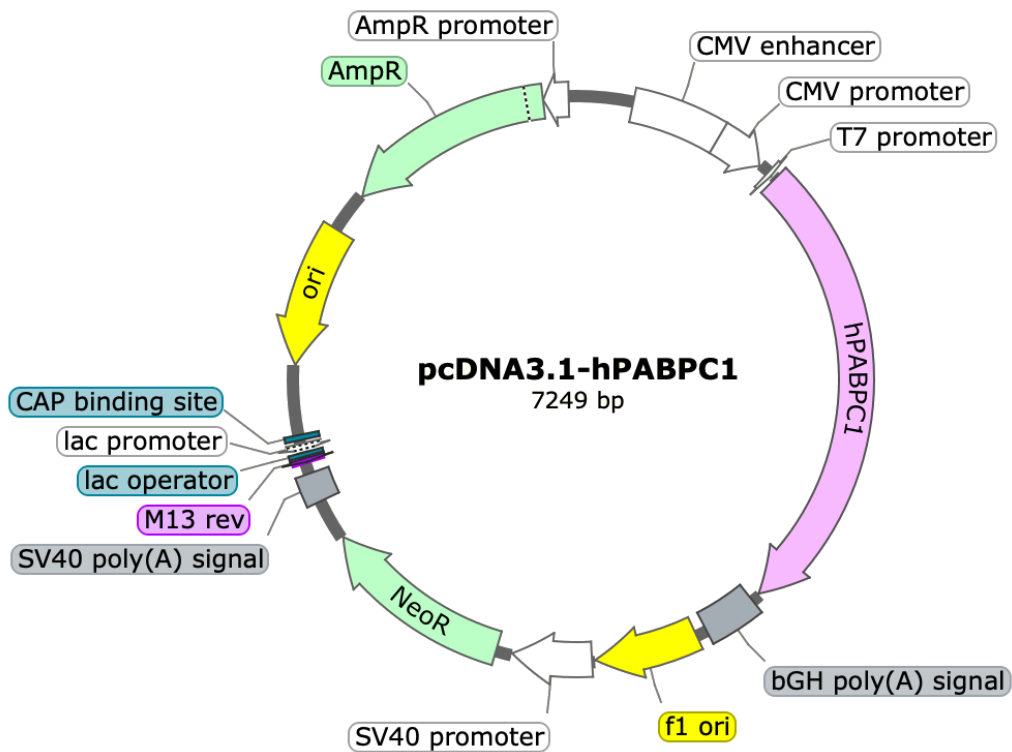 AmpR promoter
CMV enhancer
AmpR
CMV promoter
T7 promoter
ori
hPABPC1
pcDNA3.1-hPABPC1
7249 bp
CAP binding site
lac promoter
lac operator
M13 rev
SV40 poly(A) signal
NeoR
bGH poly(A) signal
f1 ori
SV40 promoter